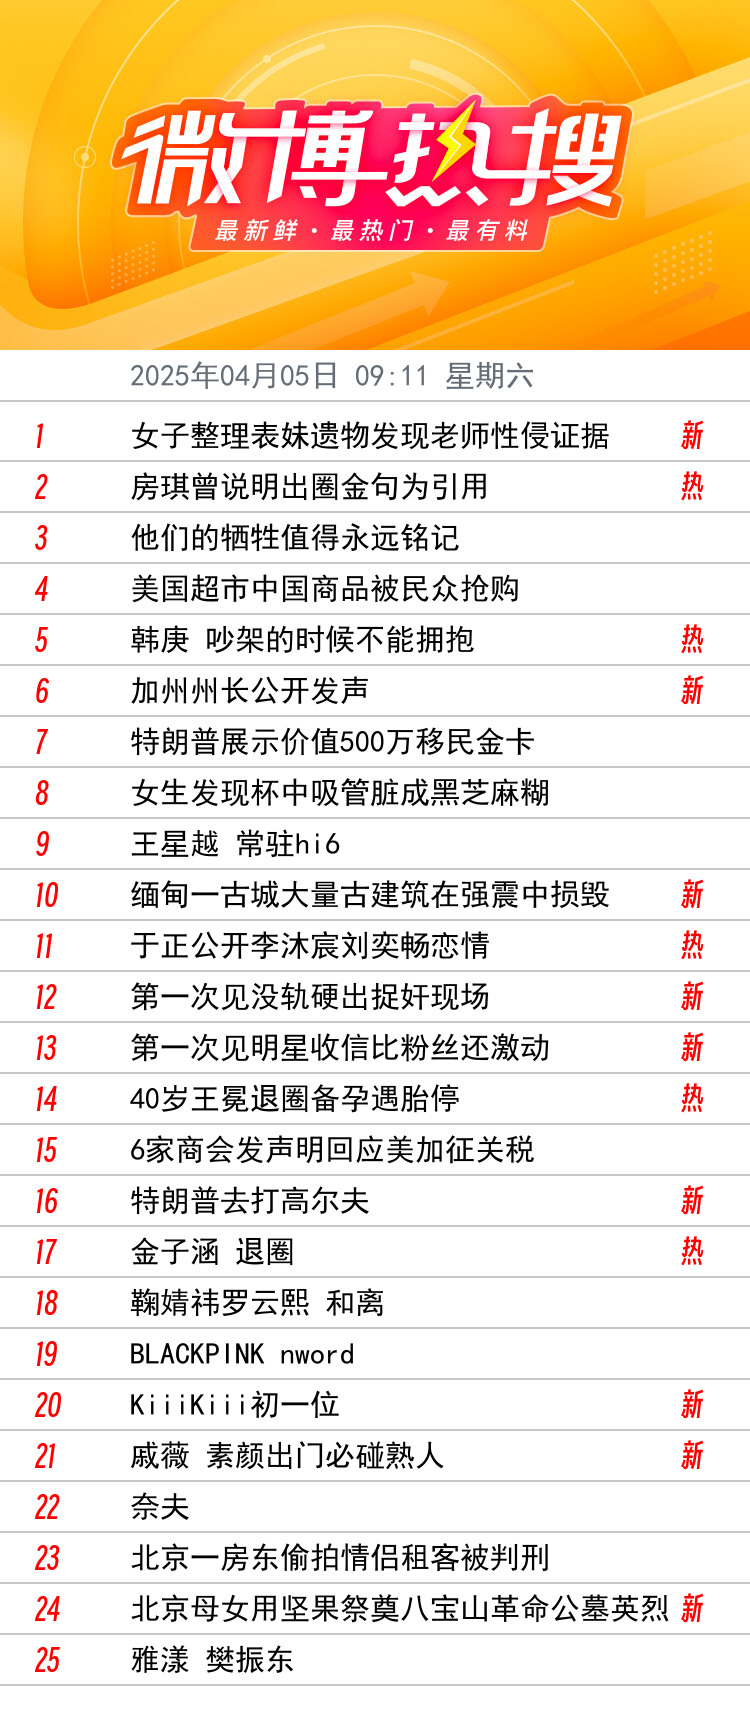 微博热搜
最新鲜·最热门·最有料
2025年04月05日 09:11 星期六
1 女子整理表妹遗物发现老师性侵证据 新
2 房琪曾说明出圈金句为引用 热
3 他们的牺牲值得永远铭记
4 美国超市中国商品被民众抢购
5 韩庚 吵架的时候不能拥抱 热
6 加州州长公开发声 新
7 特朗普展示价值500万移民金卡
8 女生发现杯中吸管脏成黑芝麻糊
9 王星越 常驻hi6
10 缅甸一古城大量古建筑在强震中损毁 新
11 于正公开李沐宸刘奕畅恋情 热
12 第一次见没轨硬出捉奸现场 新
13 第一次见明星收信比粉丝还激动 新
14 40岁王冕退圈备孕遇胎停 热
15 6家商会发声明回应美加征关税
16 特朗普去打高尔夫 新
17 金子涵 退圈 热
18 鞠婧祎罗云熙 和离
19 BLACKPINK nword
20 KiiiKiii初一位 新
21 戚薇 素颜出门必碰熟人 新
22 奈夫
23 北京一房东偷拍情侣租客被判刑
24 北京母女用坚果祭奠八宝山革命公墓英烈 新
25 雅漾 樊振东